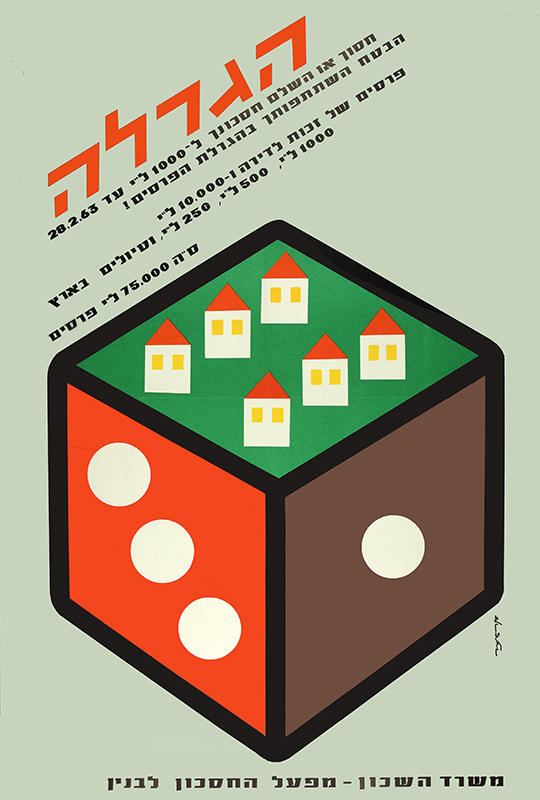 הגרלה
חסוך או השלם חסכונך ל־1000 ל״י עד 28.2.63
הבטח השתתפותך בהגרלת הפרסים!
פרסים של זכות לדירה ו־10.000 ל״י
1000 ל״י, 500 ל״י, 250 ל״י, וטיולים בארץ
ס״ה 75.000 ל״י פרסים
משרד השכון - מפעל החסכון לבנין